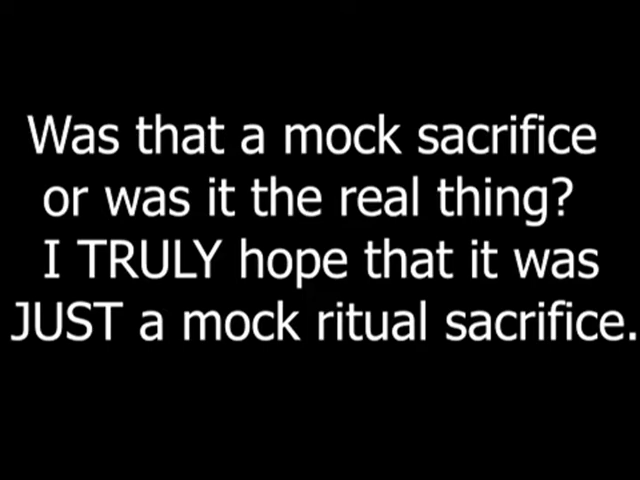 Was that a mock sacrifice
or was it the real thing?
I TRULY hope that it was
JUST a mock ritual sacrifice.